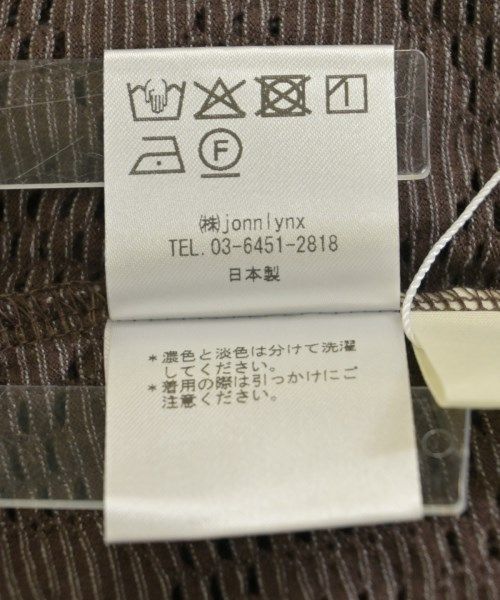 F
(株)jonnlynx
TEL. 03-6451-2818
日本製
*濃色と淡色は分けて洗濯
してください。
*着用の際は引っかけにご
注意ください。